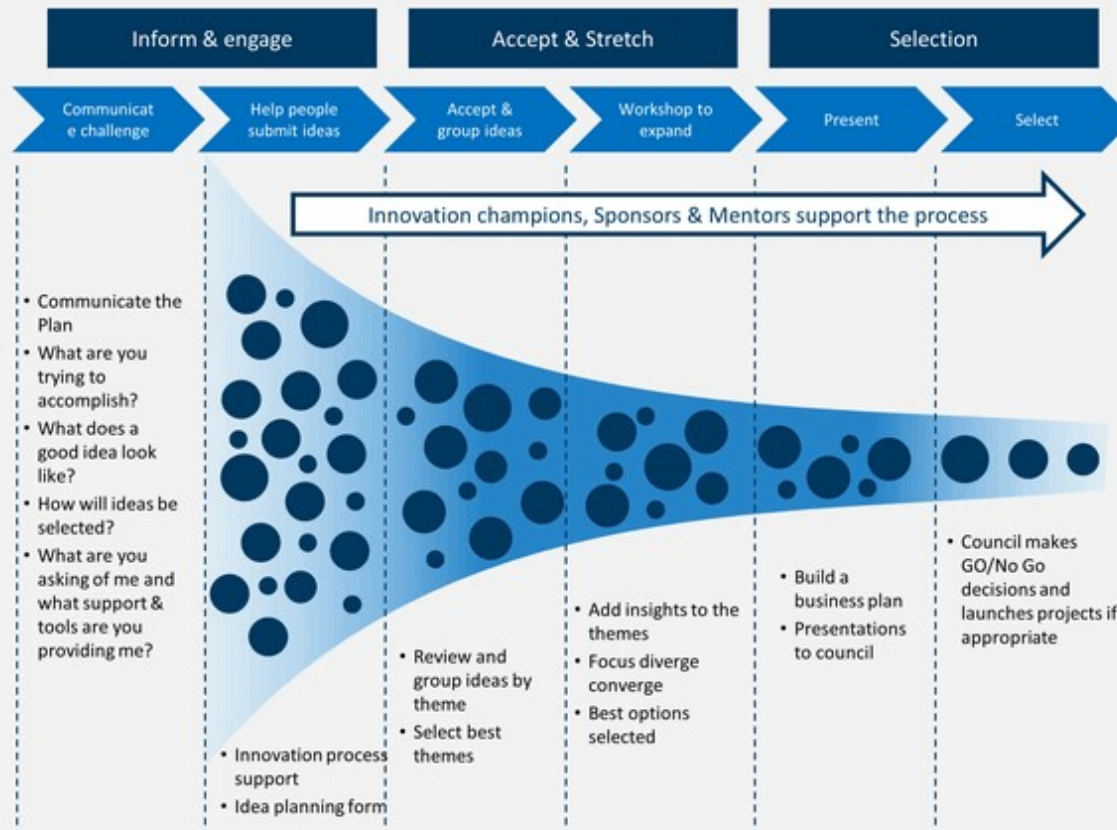 Inform & engage
Accept & Stretch
Selection
Communicat
e challenge
Help people
submit ideas
Accept &
group ideas
Workshop to
expand
Present
Select
Innovation champions, Sponsors & Mentors support the process
• Communicate the
Plan
• What are you
trying to
accomplish?
• What does a
good idea look
like?
• How will ideas be
selected?
• What are you
asking of me and
what support &
tools are you
providing me?
• Innovation process
support
• Idea planning form
• Review and
group ideas by
theme
• Select best
themes
• Add insights to the
themes
• Focus diverge
converge
• Best options
selected
• Build a
business plan
• Presentations
to council
• Council makes
GO/No Go
decisions and
launches projects if
appropriate